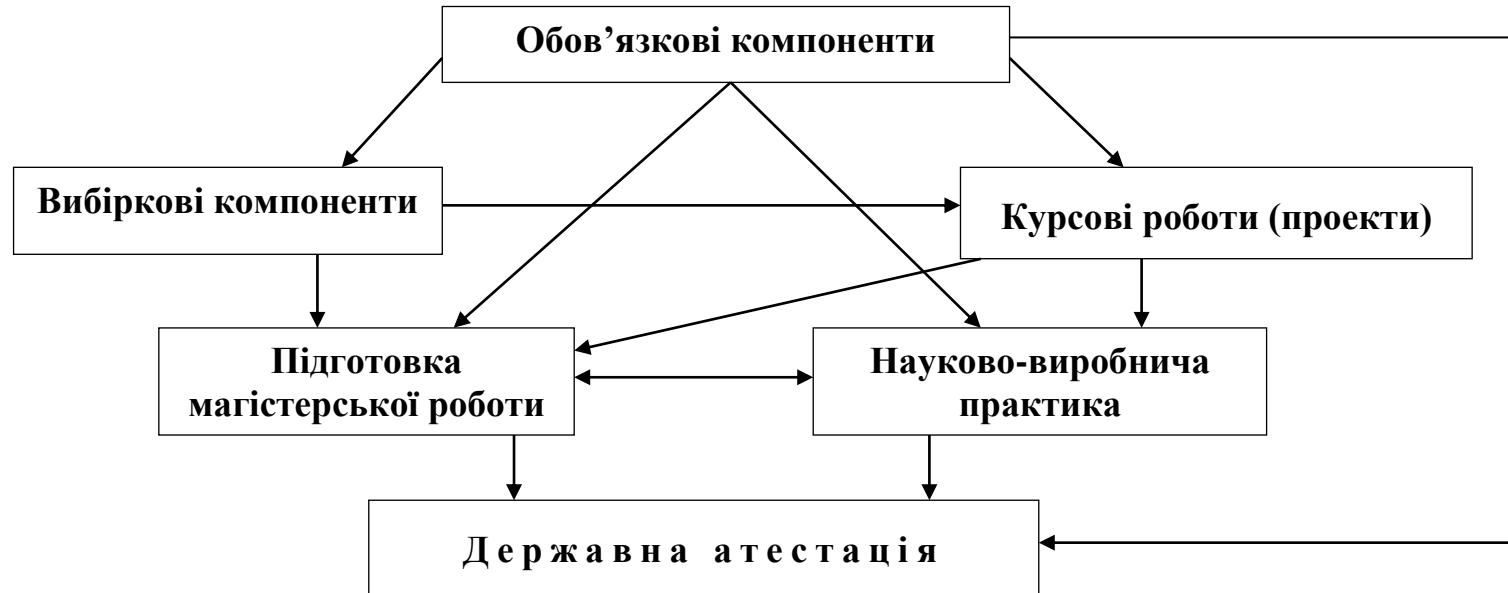 Обов’язкові компоненти
Вибіркові компоненти
Курсові роботи (проекти)
Підготовка
магістерської роботи
Науково-виробнича
практика
Державна атестація